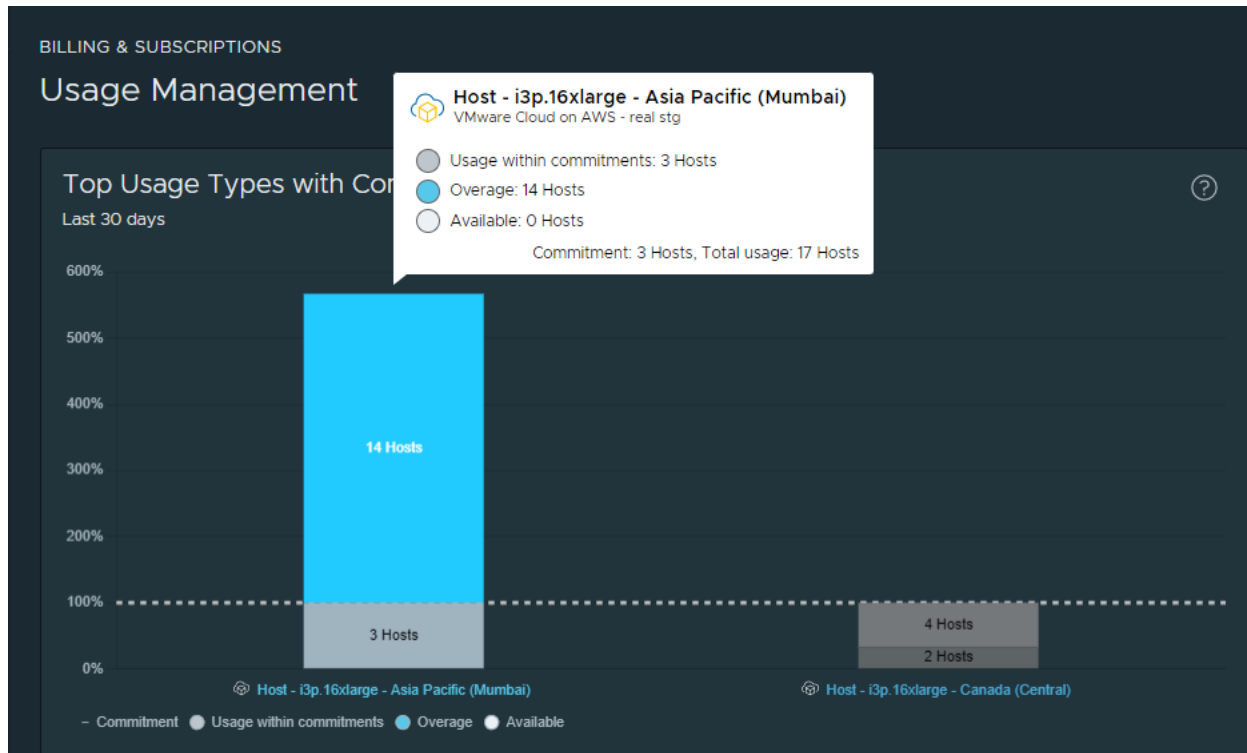 BILLING & SUBSCRIPTIONS
Usage Management
Host - i3p.16xlarge - Asia Pacific (Mumbai)
VMware Cloud on AWS - real stg
Usage within commitments: 3 Hosts
Overage: 14 Hosts
Available: 0 Hosts
Commitment: 3 Hosts, Total usage: 17 Hosts
Top Usage Types with Co
?
Last 30 days
600%
500%
400%
14 Hosts
300%
200%
100%
4 Hosts
3 Hosts
2 Hosts
0%
Host - i3p.16xlarge - Asia Pacific (Mumbai)
Host - i3p.16xlarge - Canada (Central)
– Commitment Usage within commitments Overage Available